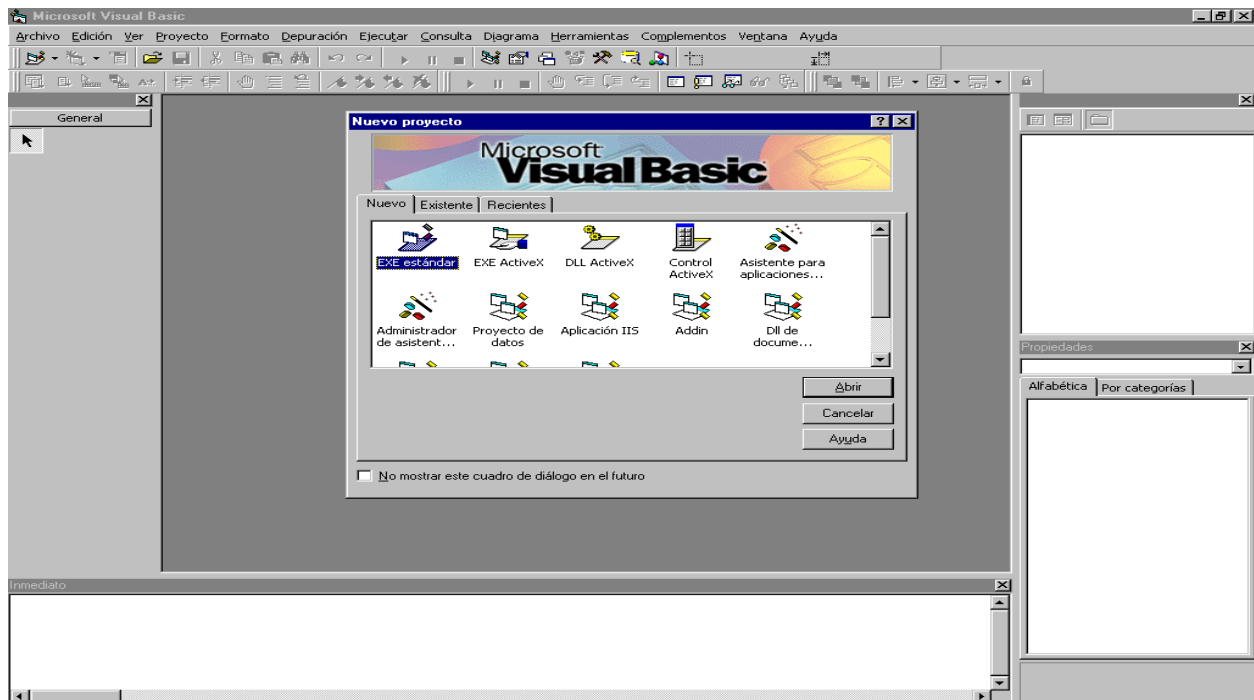 Microsoft Visual Basic
Archivo Edición Ver Proyecto Formato Depuración Ejecutar Consulta Diagrama Herramientas Complementos Ventana Ayuda
General
Nuevo proyecto
Microsoft
Visual Basic
Nuevo Existente Recientes
EXE estándar EXE ActiveX DLL ActiveX Control ActiveX Asistente para aplicaciones...
Administrador de asistent... Proyecto de datos Aplicación IIS Addin Dll de docume...
Abrir
Cancelar
Ayuda
No mostrar este cuadro de diálogo en el futuro
Propiedades
Alfabética Por categorías
Inmediato